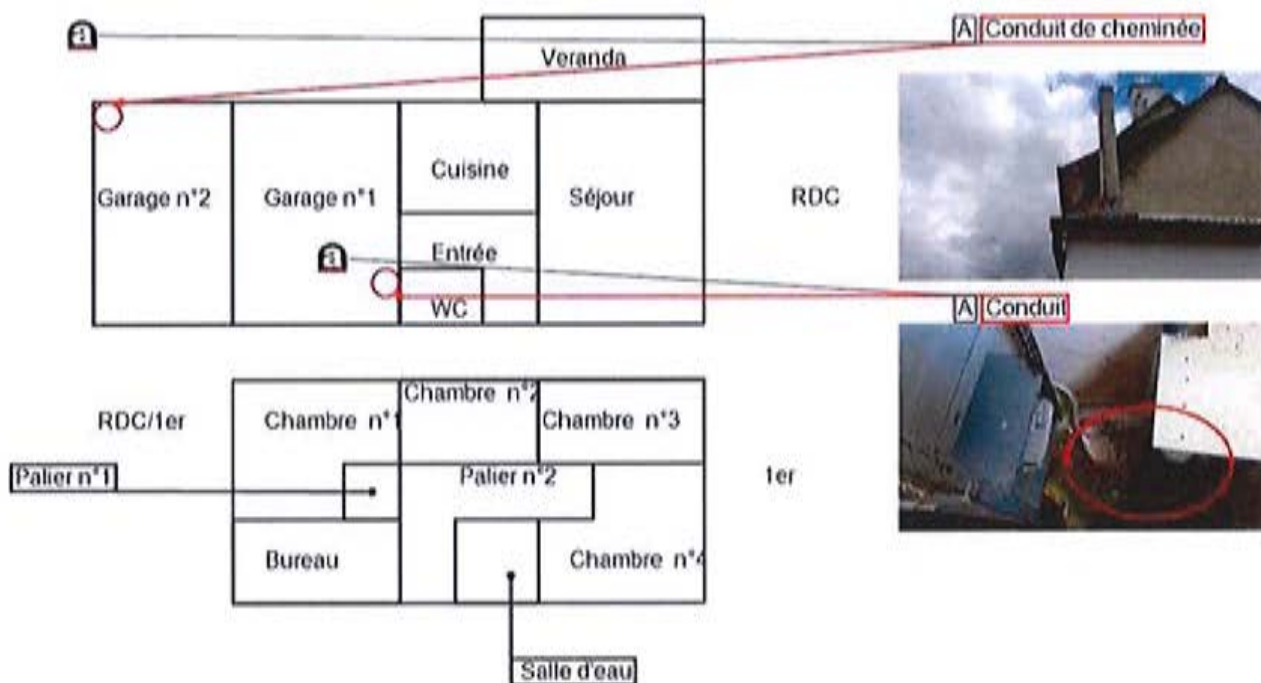 a
A Conduit de cheminée
Veranda
Cuisine
Garage n°2
Garage n°1
Séjour
RDC
a
Entrée
A Conduit
WC
Chambre n°2
RDC/1er
Chambre n°1
Chambre n°3
Palier n°1
Palier n°2
1er
Bureau
Chambre n°4
Salle d'eau